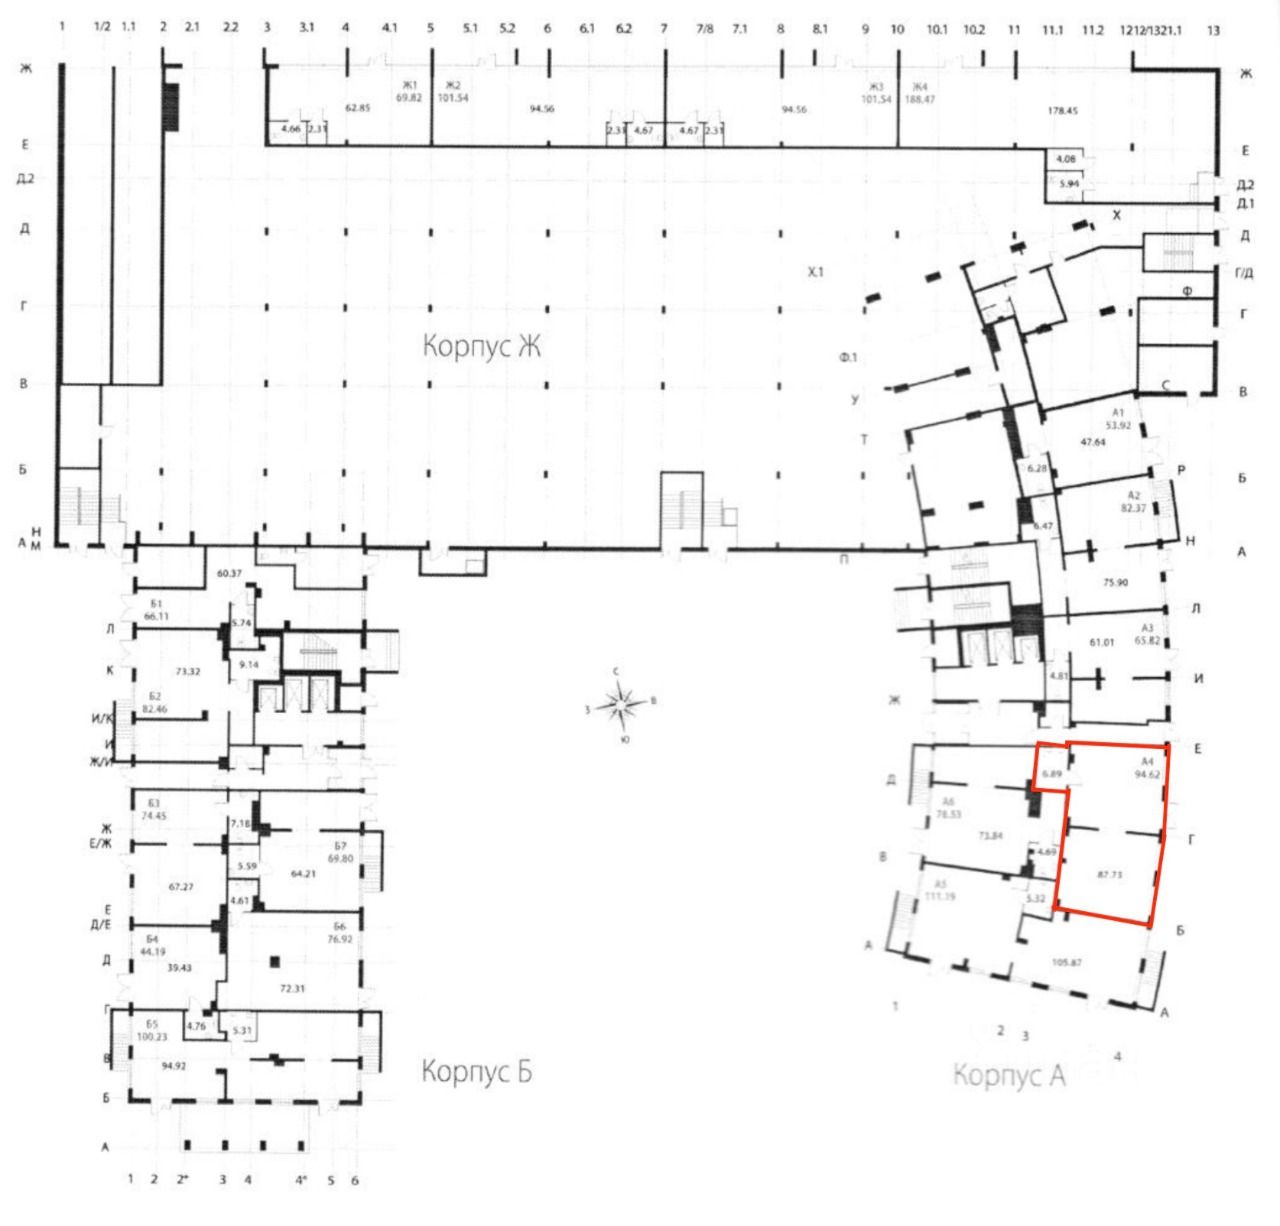 1 1/2 1.1 2 2.1 2.2 3 3.1 4 4.1 5 5.1 5.2 6 6.1 6.2 7 7/8 7.1 8 8.1 9 10 10.1 10.2 11 11.1 11.2 12 12/13 21.1 13
Ж Ж
Ж1 69.82
Ж2 101.54
Ж3 101.54
Ж4 188.47
62.85 94.56 94.56 178.45
4.66 2.31 2.31 4.67 4.67 2.31
Е Е
4.08
Д.2 5.94 Д.2
Д.1
Х
Д Д
Х.1 Г/Д
Ф
Г Г
Корпус Ж
Ф.1
В С В
У
А1
53.92
Т 47.64
6.28 Р
Б Б
А2
82.37
6.47
Н
А М Н А
П
60.37 75.90
Б1
66.11 Л
5.74 А3
65.82
Л 61.01
9.14
К 73.32 4.81 И
С
З В
Ю
Б2
82.46 Ж
И/К
И Е
Ж/И А4
94.62
6.89
Д
Б3
74.45 А6
78.53
7.18 73.84
Ж Г
Е/Ж Б7
69.80
4.69
В
5.59 64.21 87.73
67.27 А5
111.19
4.61 5.32
Е
Д/Е Б6
76.92 Б
Б4
44.19 А
Д 39.43 105.87
72.31
Г 1 А
Б5
100.23
4.76 5.31 2 3
В 94.92 4
Корпус Б Корпус А
Б
А
1 2 2* 3 4 4* 5 6